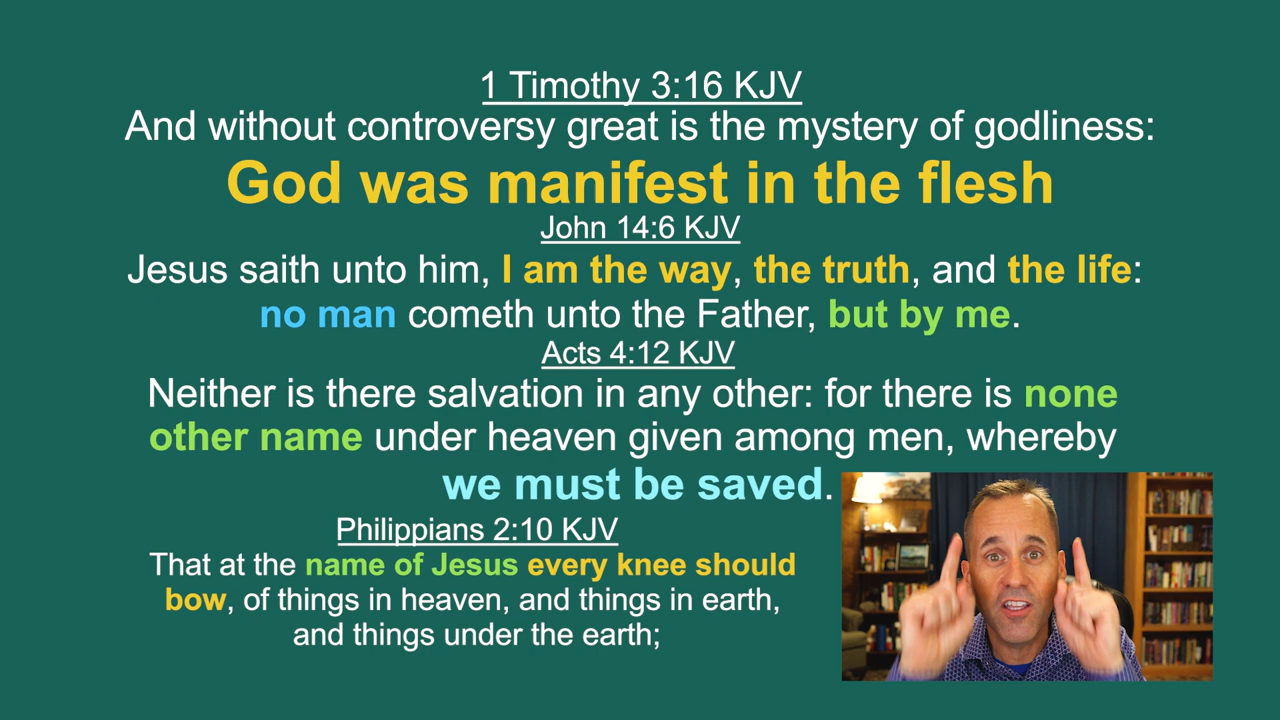 1 Timothy 3:16 KJV
And without controversy great is the mystery of godliness:
God was manifest in the flesh
John 14:6 KJV
Jesus saith unto him, I am the way, the truth, and the life:
no man cometh unto the Father, but by me.
Acts 4:12 KJV
Neither is there salvation in any other: for there is none
other name under heaven given among men, whereby
we must be saved.
Philippians 2:10 KJV
That at the name of Jesus every knee should
bow, of things in heaven, and things in earth,
and things under the earth;